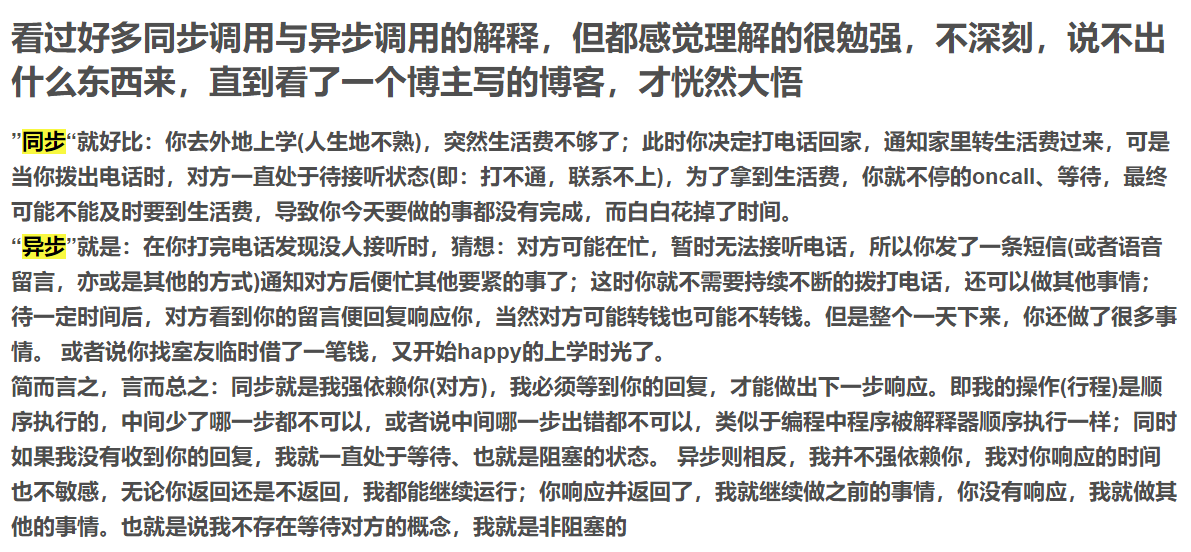 看过好多同步调用与异步调用的解释，但都感觉理解的很勉强，不深刻，说不出
什么东西来，直到看了一个博主写的博客，才恍然大悟
”同步“就好比：你去外地上学(人生地不熟)，突然生活费不够了；此时你决定打电话回家，通知家里转生活费过来，可是
当你拨出电话时，对方一直处于待接听状态(即：打不通，联系不上)，为了拿到生活费，你就不停的oncall、等待，最终
可能不能及时要到生活费，导致你今天要做的事都没有完成，而白白花掉了时间。
“异步”就是：在你打完电话发现没人接听时，猜想：对方可能在忙，暂时无法接听电话，所以你发了一条短信(或者语音
留言，亦或是其他的方式)通知对方后便忙其他要紧的事了；这时你就不需要持续不断的拨打电话，还可以做其他事情；
待一定时间后，对方看到你的留言便回复响应你，当然对方可能转钱也可能不转钱。但是整个一天下来，你还做了很多事
情。 或者说你找室友临时借了一笔钱，又开始happy的上学时光了。
简而言之，言而总之：同步就是我强依赖你(对方)，我必须等到你的回复，才能做出下一步响应。即我的操作(行程)是顺
序执行的，中间少了哪一步都不可以，或者说中间哪一步出错都不可以，类似于编程中程序被解释器顺序执行一样；同时
如果我没有收到你的回复，我就一直处于等待、也就是阻塞的状态。 异步则相反，我并不强依赖你，我对你响应的时间
也不敏感，无论你返回还是不返回，我都能继续运行；你响应并返回了，我就继续做之前的事情，你没有响应，我就做其
他的事情。也就是说我不存在等待对方的概念，我就是非阻塞的